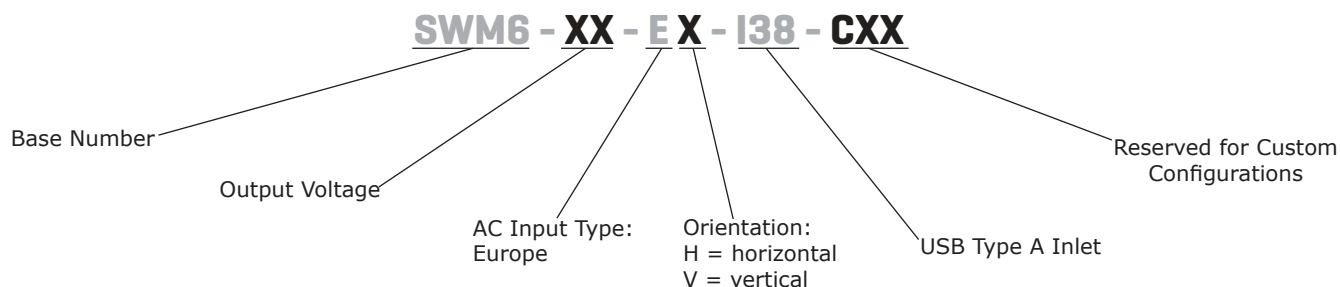 SWM6 - XX - E X - I38 - CXX
Base Number
Output Voltage
AC Input Type:
Europe
Orientation:
H = horizontal
V = vertical
USB Type A Inlet
Reserved for Custom
Configurations